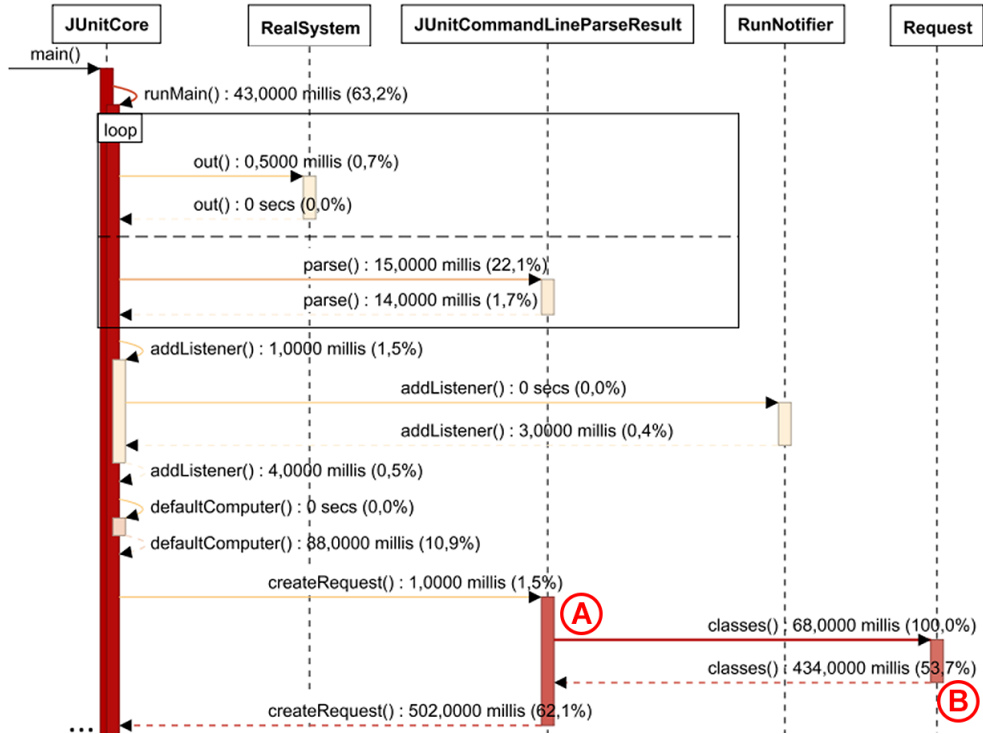 JUnitCore
RealSystem
JUnitCommandLineParseResult
RunNotifier
Request
main()
runMain() : 43,0000 millis (63,2%)
loop
out() : 0,5000 millis (0,7%)
out() : 0 secs (0,0%)
parse() : 15,0000 millis (22,1%)
parse() : 14,0000 millis (1,7%)
addListener() : 1,0000 millis (1,5%)
addListener() : 0 secs (0,0%)
addListener() : 3,0000 millis (0,4%)
addListener() : 4,0000 millis (0,5%)
defaultComputer() : 0 secs (0,0%)
defaultComputer() : 88,0000 millis (10,9%)
createRequest() : 1,0000 millis (1,5%)
A
classes() : 68,0000 millis (100,0%)
classes() : 434,0000 millis (53,7%)
B
createRequest() : 502,0000 millis (62,1%)
...